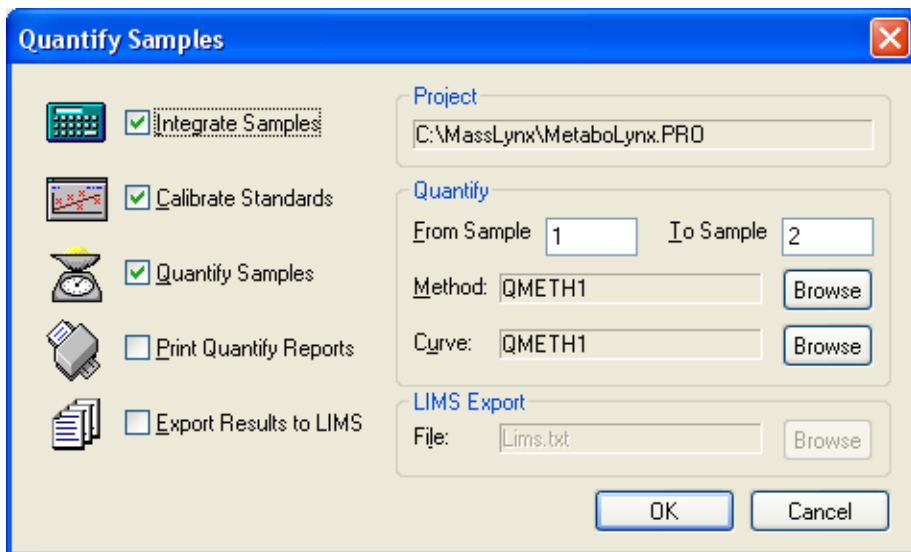 Quantify Samples
Integrate Samples
Calibrate Standards
Quantify Samples
Print Quantify Reports
Export Results to LIMS
Project
C:\MassLynx\MetaboLynx.PRO
Quantify
From Sample 1 To Sample 2
Method: QMETH1 Browse
Curve: QMETH1 Browse
LIMS Export
File: Lims.txt Browse
OK Cancel